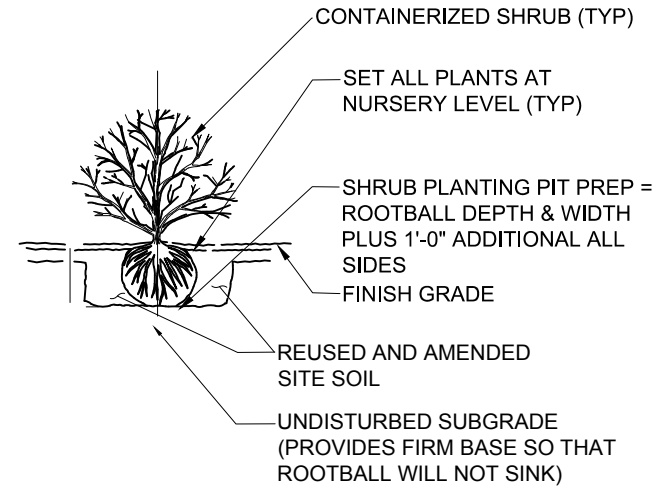 CONTAINERIZED SHRUB (TYP)
SET ALL PLANTS AT
NURSERY LEVEL (TYP)
SHRUB PLANTING PIT PREP =
ROOTBALL DEPTH & WIDTH
PLUS 1'-0" ADDITIONAL ALL
SIDES
FINISH GRADE
REUSED AND AMENDED
SITE SOIL
UNDISTURBED SUBGRADE
(PROVIDES FIRM BASE SO THAT
ROOTBALL WILL NOT SINK)